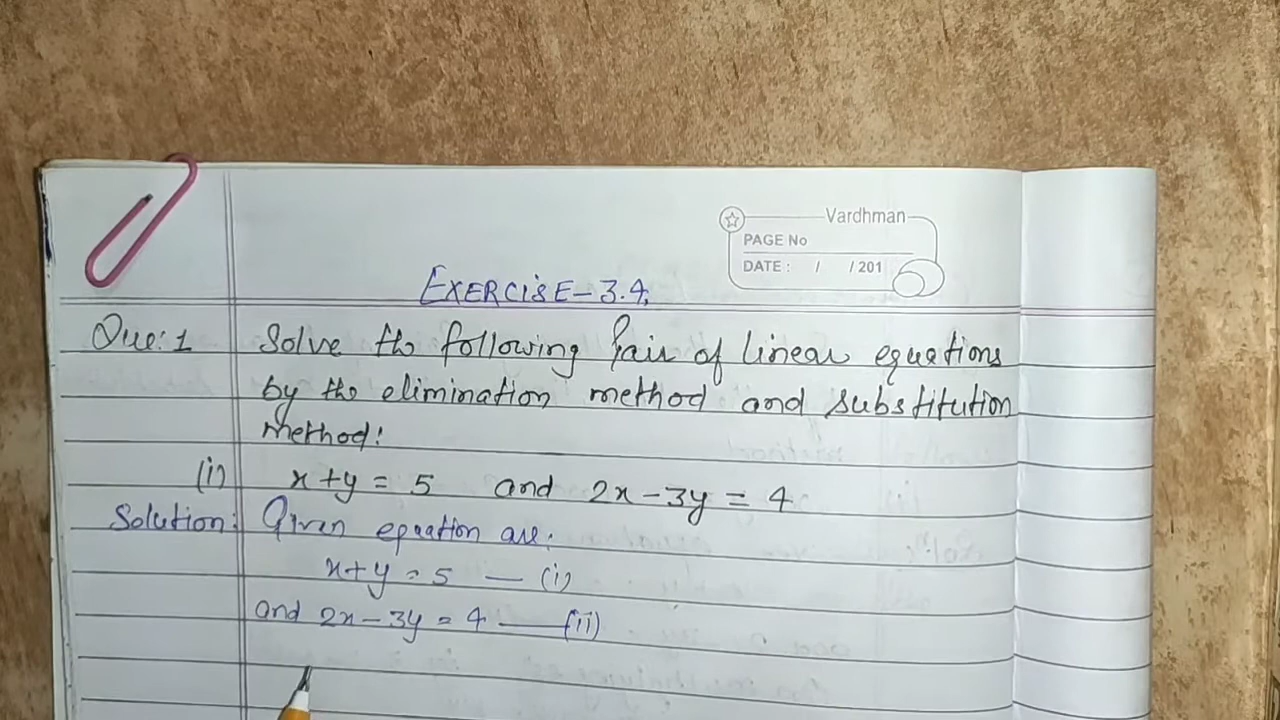 Vardhman
PAGE No
DATE : / / 201
EXERCISE-3.4.
Que:1 Solve the following Pair of linear equations
by the elimination method and substitution
method:
(i) x+y = 5 and 2x-3y = 4
Solution: Given equation are:
x+y = 5 — (i)
and 2x-3y = 4 — (ii)